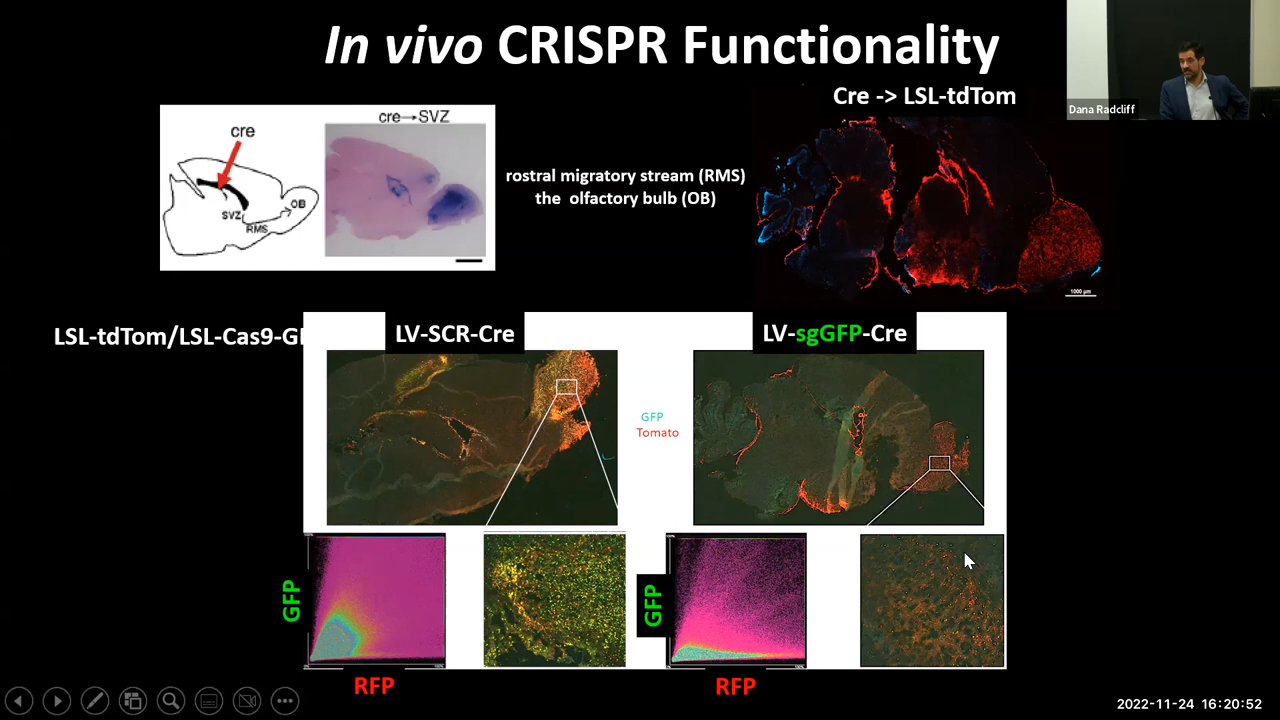 In vivo CRISPR Functionality
Dana Radcliff
Cre -> LSL-tdTom
cre
cre→SVZ
SVZ
RMS
OB
rostral migratory stream (RMS)
the olfactory bulb (OB)
1000 µm
LSL-tdTom/LSL-Cas9-G
LV-SCR-Cre
LV-sgGFP-Cre
GFP
Tomato
GFP
RFP
GFP
RFP
2022-11-24 16:20:52